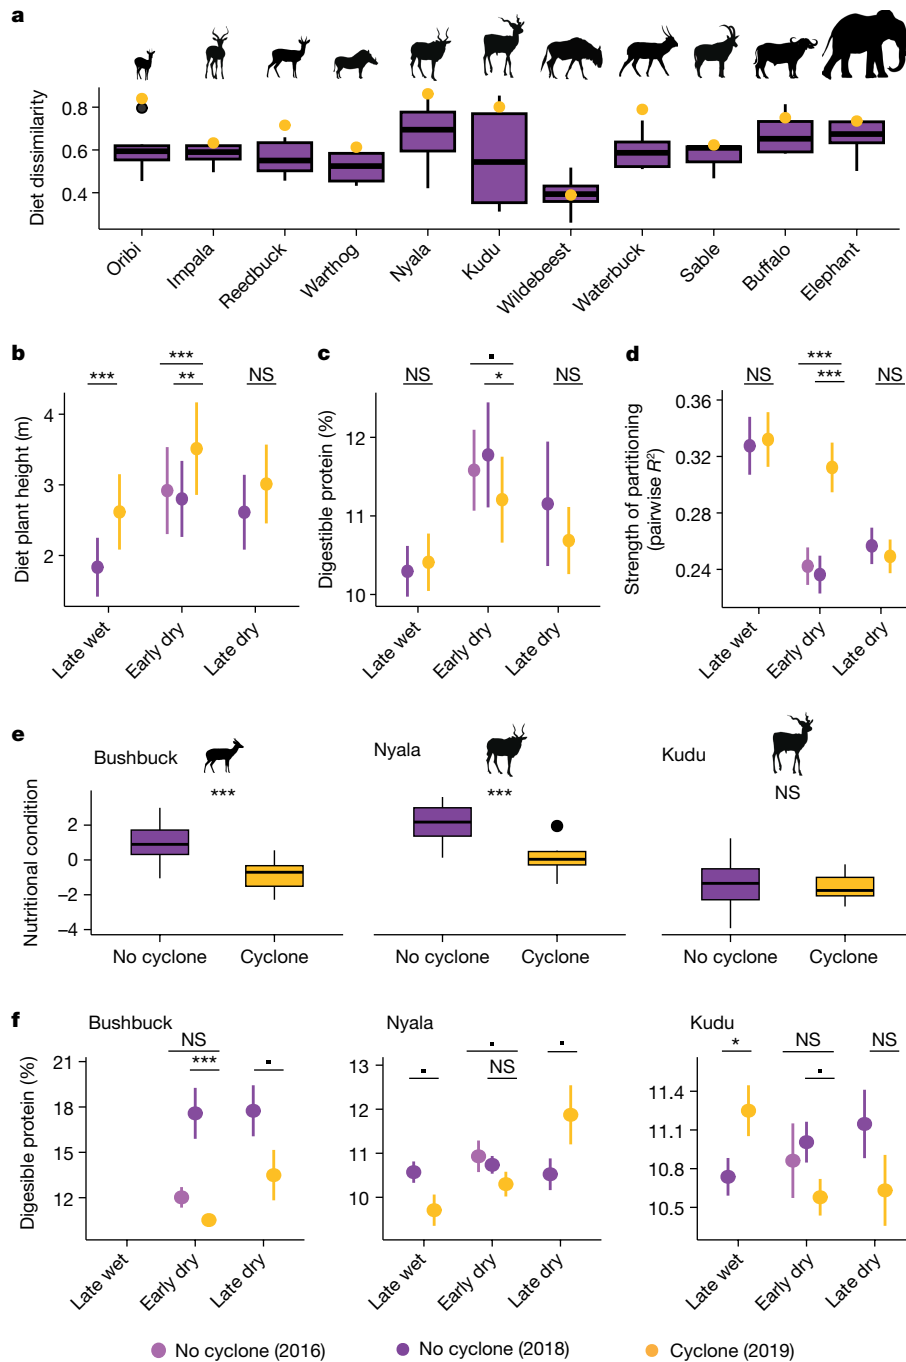 a
Diet dissimilarity
0.8
0.6
0.4
Oribi
Impala
Reedbuck
Warthog
Nyala
Kudu
Wildebeest
Waterbuck
Sable
Buffalo
Elephant
b
Diet plant height (m)
4
3
2
***
***
**
NS
Late wet
Early dry
Late dry
c
Digestible protein (%)
12
11
10
NS
*
NS
Late wet
Early dry
Late dry
d
Strength of partitioning
(pairwise R²)
0.36
0.32
0.28
0.24
NS
***
***
NS
Late wet
Early dry
Late dry
e
Nutritional condition
2
0
−2
−4
Bushbuck
***
No cyclone Cyclone
Nyala
***
No cyclone Cyclone
Kudu
NS
No cyclone Cyclone
f
Digesible protein (%)
Bushbuck
21
18
15
12
NS
***
Late wet
Early dry
Late dry
Nyala
13
12
11
10
NS
Late wet
Early dry
Late dry
Kudu
11.4
11.1
10.8
10.5
*
NS
NS
Late wet
Early dry
Late dry
No cyclone (2016) No cyclone (2018) Cyclone (2019)